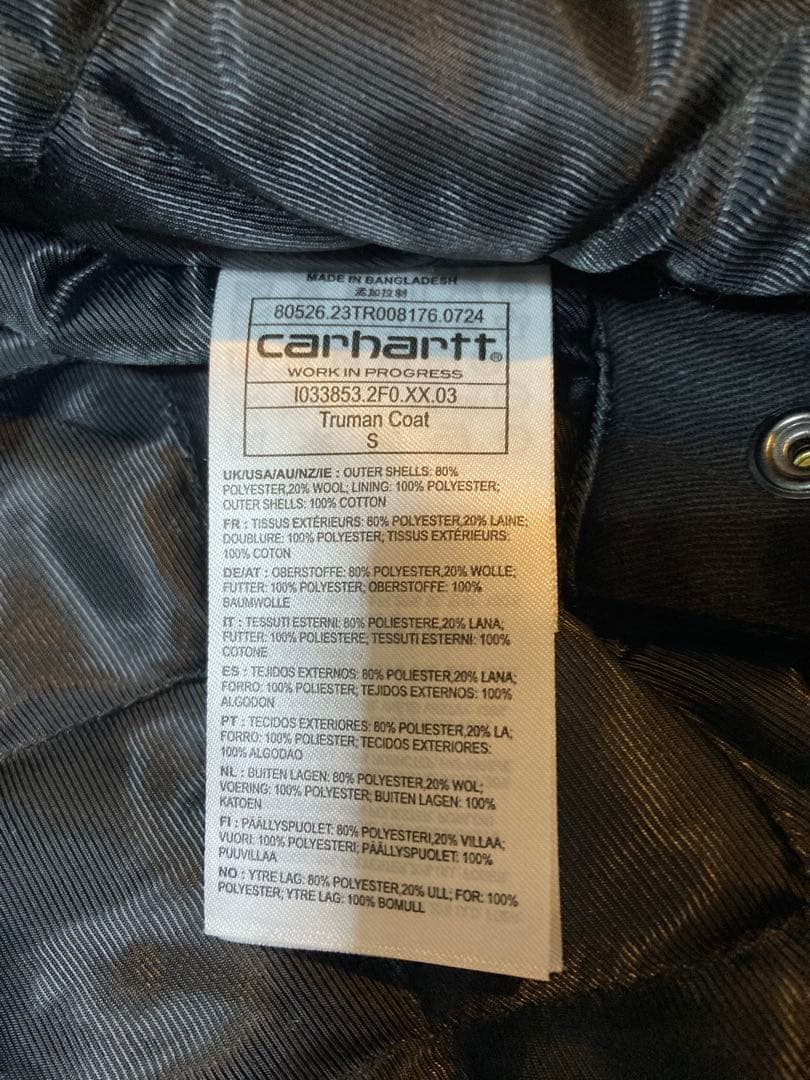 MADE IN BANGLADESH
孟加拉制
80526.23TR008176.0724
carhartt®
WORK IN PROGRESS
I033853.2F0.XX.03
Truman Coat
S
UK/USA/AU/NZ/IE : OUTER SHELLS: 80%
POLYESTER,20% WOOL; LINING: 100% POLYESTER;
OUTER SHELLS: 100% COTTON
FR : TISSUS EXTÉRIEURS: 80% POLYESTER,20% LAINE;
DOUBLURE: 100% POLYESTER; TISSUS EXTÉRIEURS:
100% COTON
DE/AT : OBERSTOFFE: 80% POLYESTER,20% WOLLE;
FUTTER: 100% POLYESTER; OBERSTOFFE: 100%
BAUMWOLLE
IT : TESSUTI ESTERNI: 80% POLIESTERE,20% LANA;
FUTTER: 100% POLIESTERE; TESSUTI ESTERNI: 100%
COTONE
ES : TEJIDOS EXTERNOS: 80% POLIESTER,20% LANA;
FORRO: 100% POLIESTER; TEJIDOS EXTERNOS: 100%
ALGODON
PT : TECIDOS EXTERIORES: 80% POLIESTER,20% LA;
FORRO: 100% POLIESTER; TECIDOS EXTERIORES:
100% ALGODAO
NL : BUITEN LAGEN: 80% POLYESTER,20% WOL;
VOERING: 100% POLYESTER; BUITEN LAGEN: 100%
KATOEN
FI : PÄÄLLYSPUOLET: 80% POLYESTERI,20% VILLAA;
VUORI: 100% POLYESTERI; PÄÄLLYSPUOLET: 100%
PUUVILLAA
NO : YTRE LAG: 80% POLYESTER,20% ULL; FOR: 100%
POLYESTER; YTRE LAG: 100% BOMULL